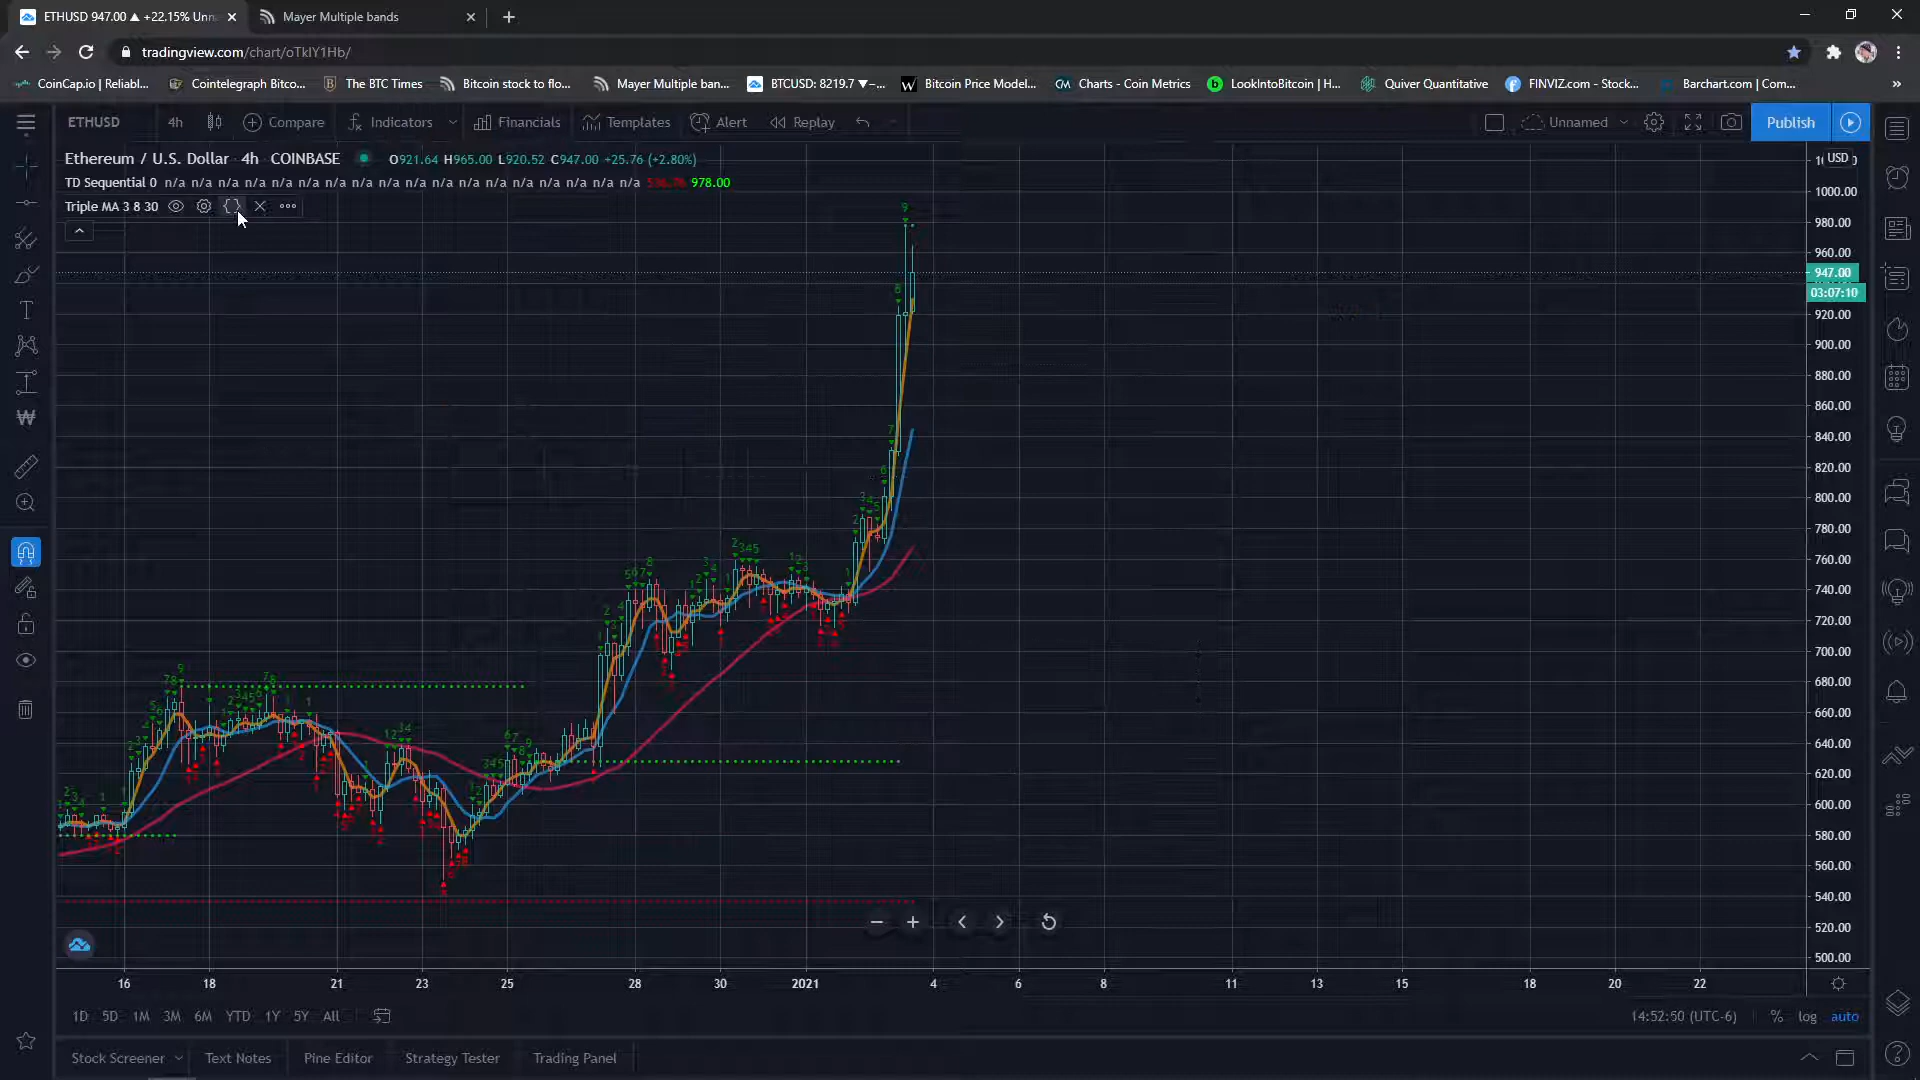 ETHUSD 947.00 ▲ +22.15% Unn
Mayer Multiple bands
tradingview.com/chart/oTkIY1Hb/
CoinCap.io | Reliabl...
Cointelegraph Bitco...
The BTC Times
Bitcoin stock to flo...
Mayer Multiple ban...
BTCUSD: 8219.7 ▼−...
Bitcoin Price Model...
Charts - Coin Metrics
LookIntoBitcoin | H...
Quiver Quantitative
FINVIZ.com - Stock...
Barchart.com | Com...
»
ETHUSD 4h Compare Indicators Financials Templates Alert Replay Unnamed Publish
Ethereum / U.S. Dollar 4h COINBASE O921.64 H965.00 L920.52 C947.00 +25.76 (+2.80%)
TD Sequential 0 n/a n/a n/a n/a n/a n/a n/a n/a n/a n/a n/a n/a n/a n/a n/a n/a n/a n/a 978.00
Triple MA 3 8 30
USD
1000.00
980.00
960.00
947.00
03:07:10
920.00
900.00
880.00
860.00
840.00
820.00
800.00
780.00
760.00
740.00
720.00
700.00
680.00
660.00
640.00
620.00
600.00
580.00
560.00
540.00
520.00
500.00
16 18 21 23 25 28 30 2021 4 6 8 11 13 15 18 20 22
1D 5D 1M 3M 6M YTD 1Y 5Y All
14:52:50 (UTC-6) % log auto
Stock Screener Text Notes Pine Editor Strategy Tester Trading Panel